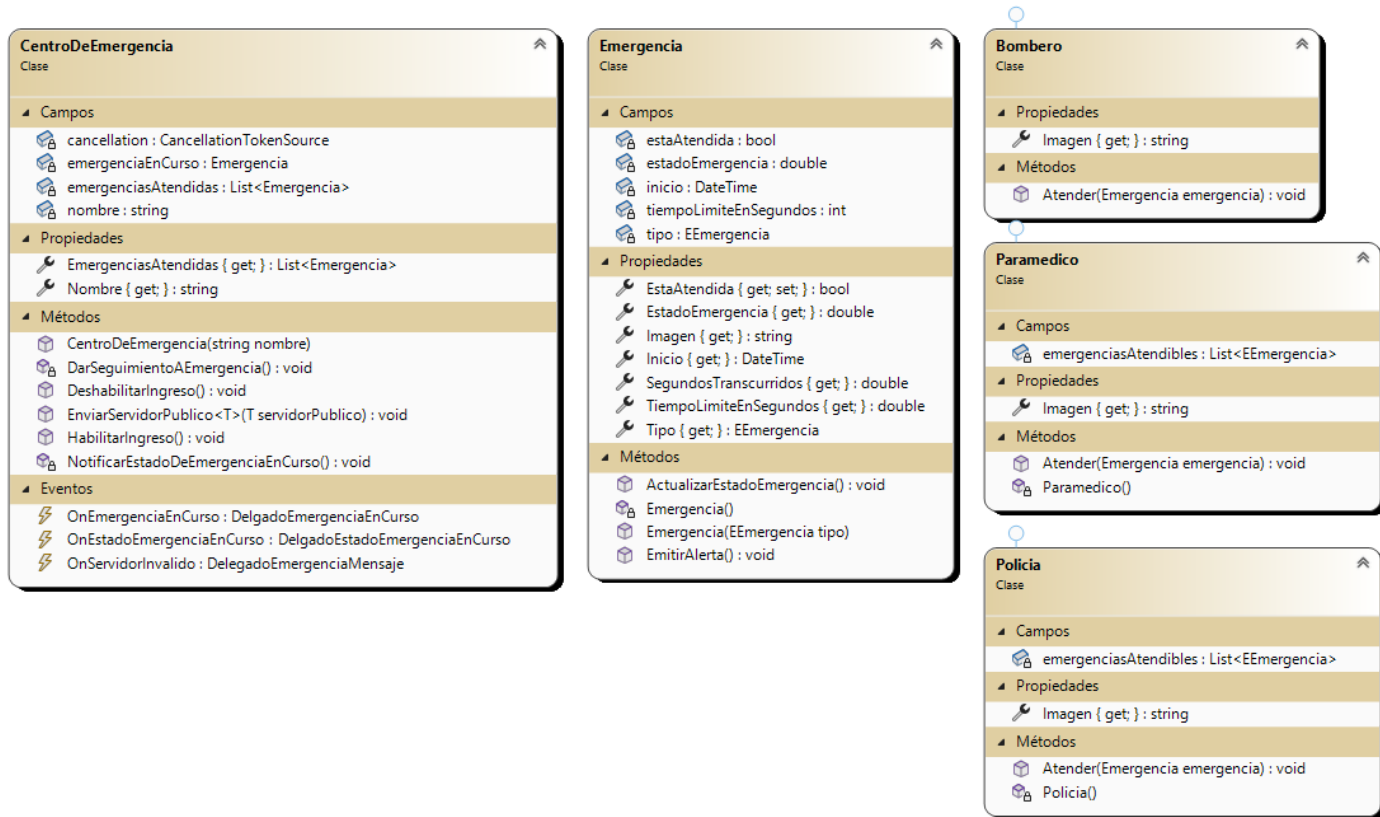 CentroDeEmergencia
Clase
Campos
cancellation : CancellationTokenSource
emergenciaEnCurso : Emergencia
emergenciasAtendidas : List<Emergencia>
nombre : string
Propiedades
EmergenciasAtendidas { get; } : List<Emergencia>
Nombre { get; } : string
Métodos
CentroDeEmergencia(string nombre)
DarSeguimientoAEmergencia() : void
DeshabilitarIngreso() : void
EnviarServidorPublico<T>(T servidorPublico) : void
HabilitarIngreso() : void
NotificarEstadoDeEmergenciaEnCurso() : void
Eventos
OnEmergenciaEnCurso : DelgadoEmergenciaEnCurso
OnEstadoEmergenciaEnCurso : DelgadoEstadoEmergenciaEnCurso
OnServidorInvalido : DelegadoEmergenciaMensaje
Emergencia
Clase
Campos
estaAtendida : bool
estadoEmergencia : double
inicio : DateTime
tiempoLimiteEnSegundos : int
tipo : EEmergencia
Propiedades
EstaAtendida { get; set; } : bool
EstadoEmergencia { get; } : double
Imagen { get; } : string
Inicio { get; } : DateTime
SegundosTranscurridos { get; } : double
TiempoLimiteEnSegundos { get; } : double
Tipo { get; } : EEmergencia
Métodos
ActualizarEstadoEmergencia() : void
Emergencia()
Emergencia(EEmergencia tipo)
EmitirAlerta() : void
Bombero
Clase
Propiedades
Imagen { get; } : string
Métodos
Atender(Emergencia emergencia) : void
Paramedico
Clase
Campos
emergenciasAtendibles : List<EEmergencia>
Propiedades
Imagen { get; } : string
Métodos
Atender(Emergencia emergencia) : void
Paramedico()
Policia
Clase
Campos
emergenciasAtendibles : List<EEmergencia>
Propiedades
Imagen { get; } : string
Métodos
Atender(Emergencia emergencia) : void
Policia()